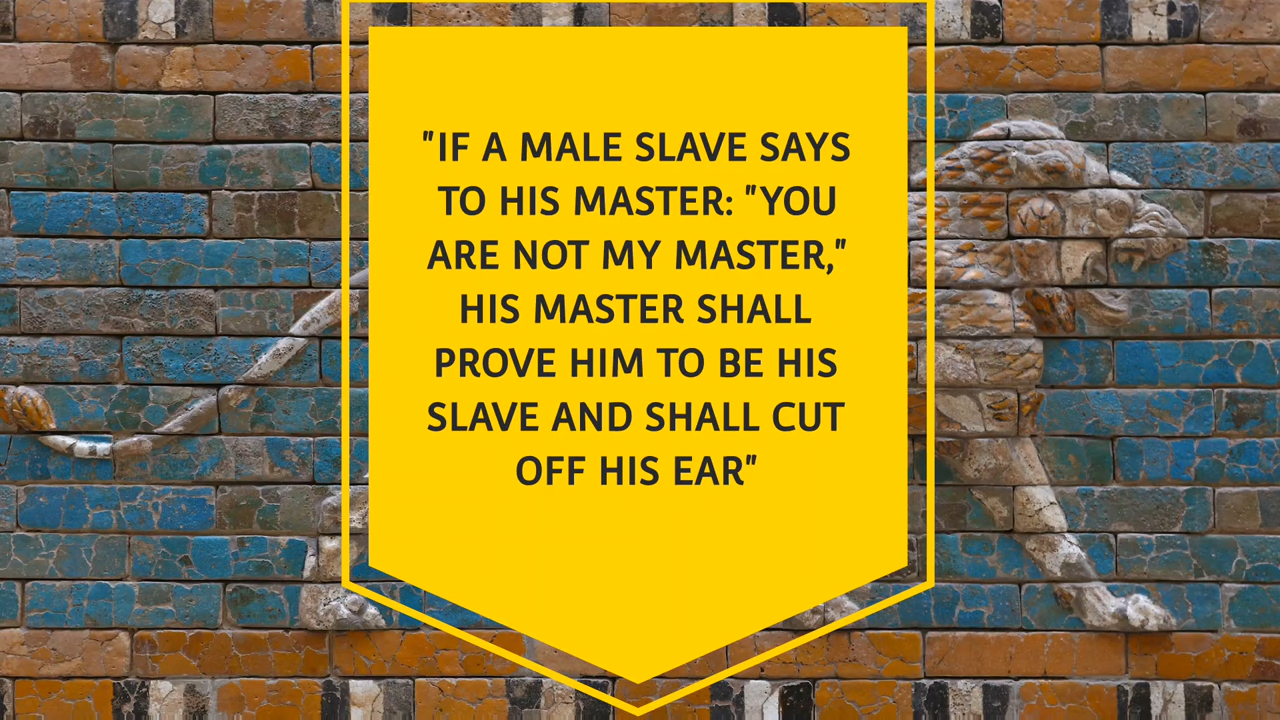 "IF A MALE SLAVE SAYS
TO HIS MASTER: "YOU
ARE NOT MY MASTER,"
HIS MASTER SHALL
PROVE HIM TO BE HIS
SLAVE AND SHALL CUT
OFF HIS EAR"